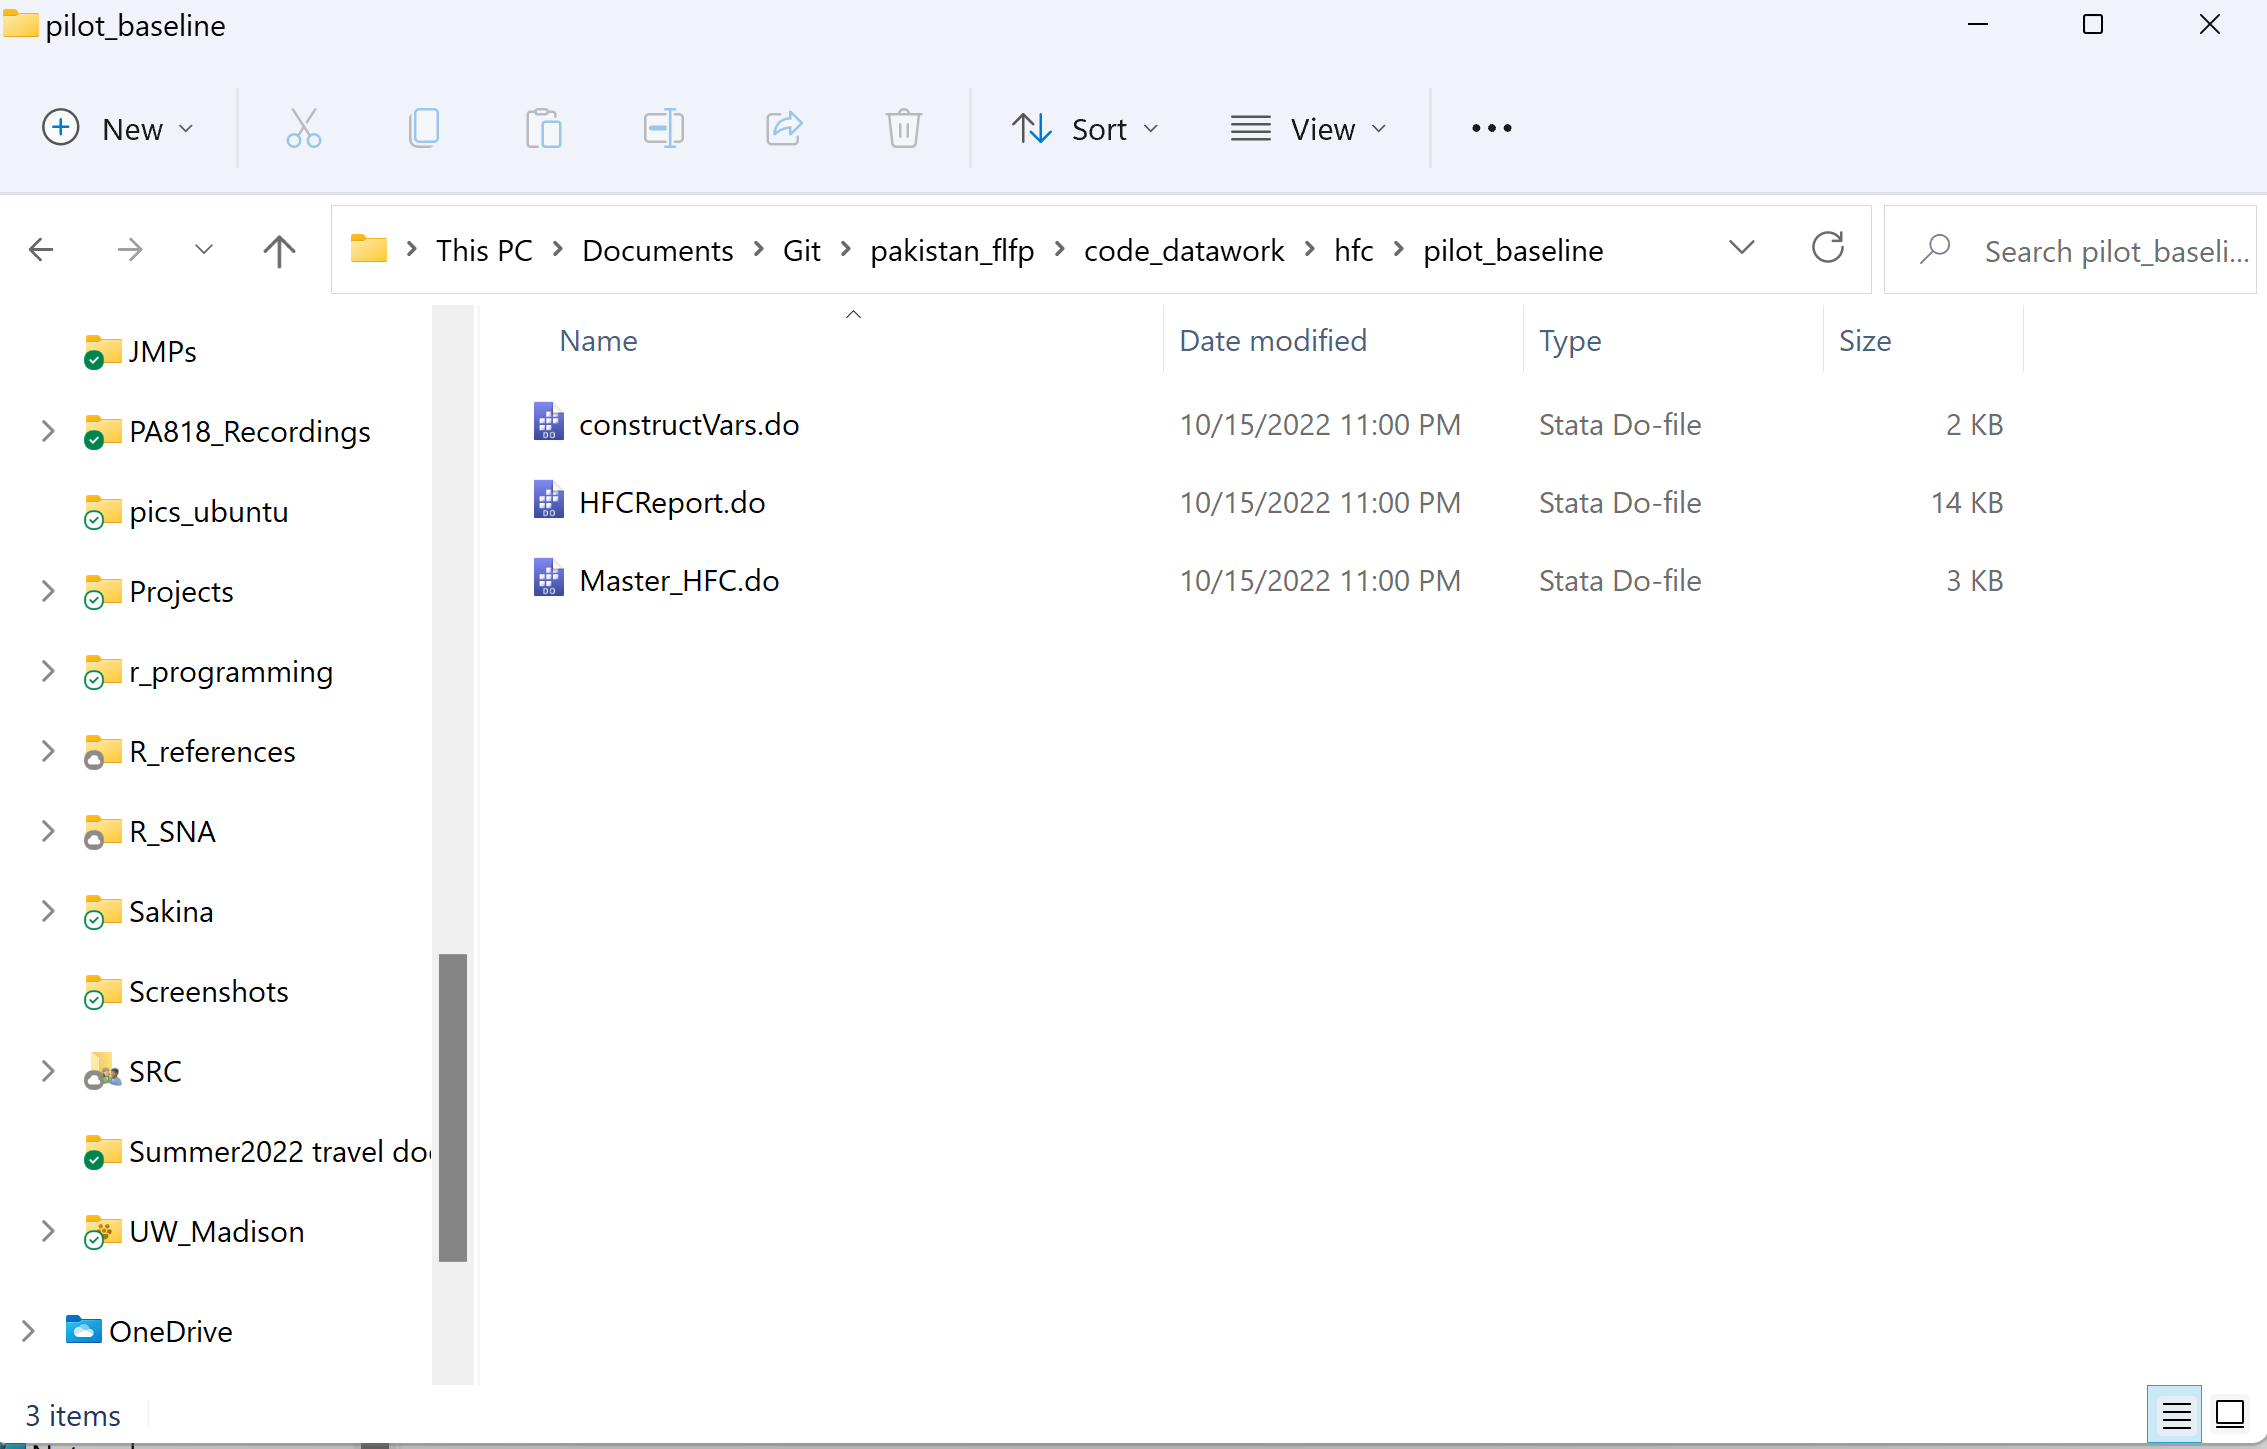 pilot_baseline
New
Sort
View
This PC > Documents > Git > pakistan_flfp > code_datawork > hfc > pilot_baseline
Search pilot_baseli...
JMPs
PA818_Recordings
pics_ubuntu
Projects
r_programming
R_references
R_SNA
Sakina
Screenshots
SRC
Summer2022 travel doc
UW_Madison
OneDrive
Name Date modified Type Size
constructVars.do 10/15/2022 11:00 PM Stata Do-file 2 KB
HFCReport.do 10/15/2022 11:00 PM Stata Do-file 14 KB
Master_HFC.do 10/15/2022 11:00 PM Stata Do-file 3 KB
DO
DO
DO
3 items